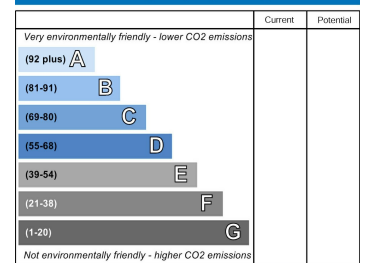 Current Potential
Very environmentally friendly - lower CO2 emissions
(92 plus) A
(81-91) B
(69-80) C
(55-68) D
(39-54) E
(21-38) F
(1-20) G
Not environmentally friendly - higher CO2 emissions